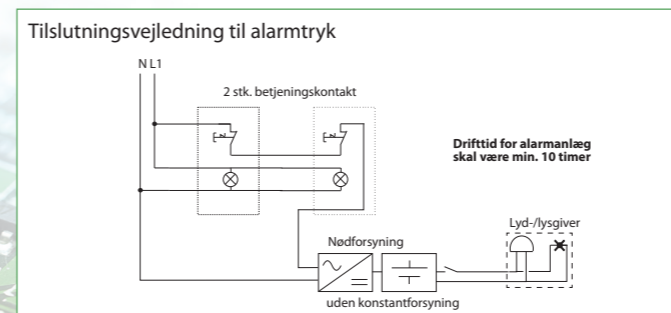 Tilslutningsvejledning til alarmtryk
N L1
2 stk. betjeningskontakt
Drifttid for alarmanlæg
skal være min. 10 timer
Lyd-/lysgiver
Nødforsyning
uden konstantforsyning